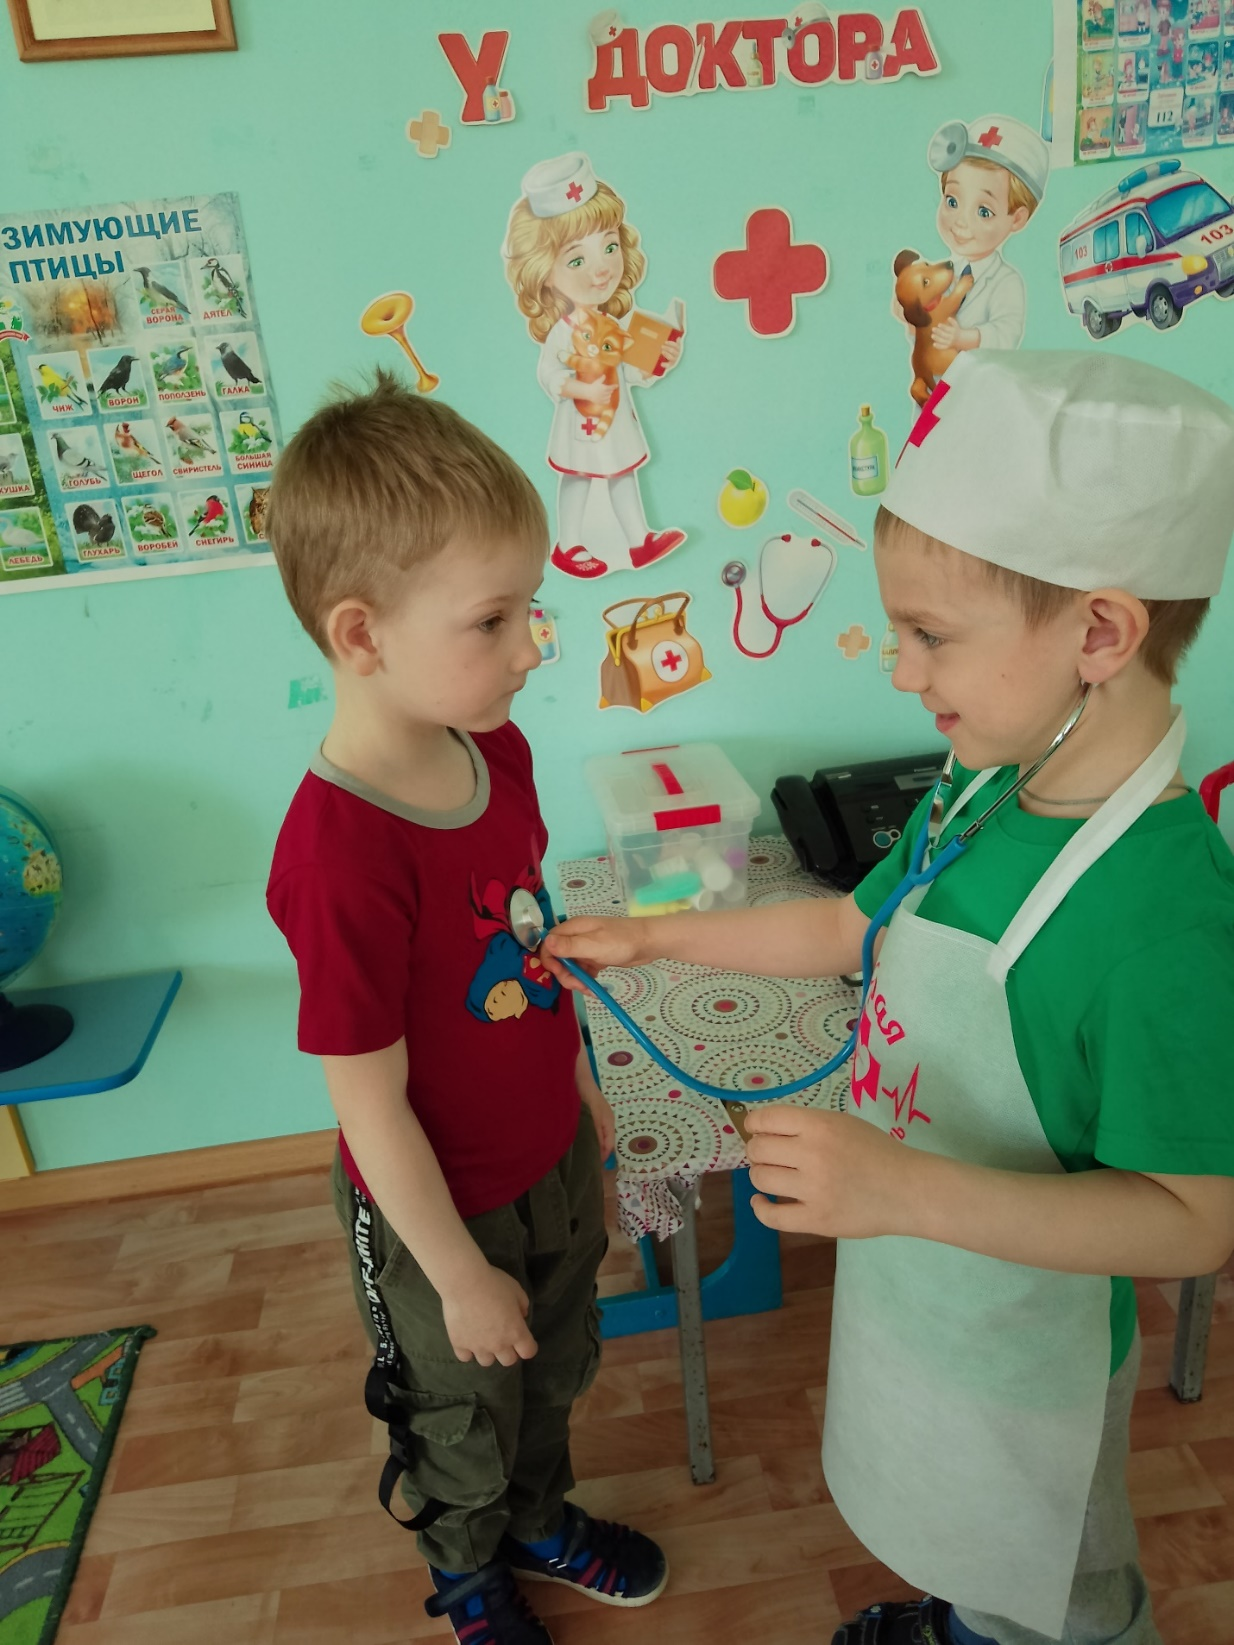 У ДОКТОРА
112
103
103
ЗИМУЮЩИЕ
ПТИЦЫ
СЕРАЯ
ВОРОНА
ДЯТЕЛ
ЧИЖ
ВОРОН
ПОПОЛЗЕНЬ
ГАЛКА
ГОЛУБЬ
ЩЕГОЛ
СВИРИСТЕЛЬ
БОЛЬШАЯ
СИНИЦА
ЛЕБЕДЬ
ГЛУХАРЬ
ВОРОБЕЙ
СНЕГИРЬ